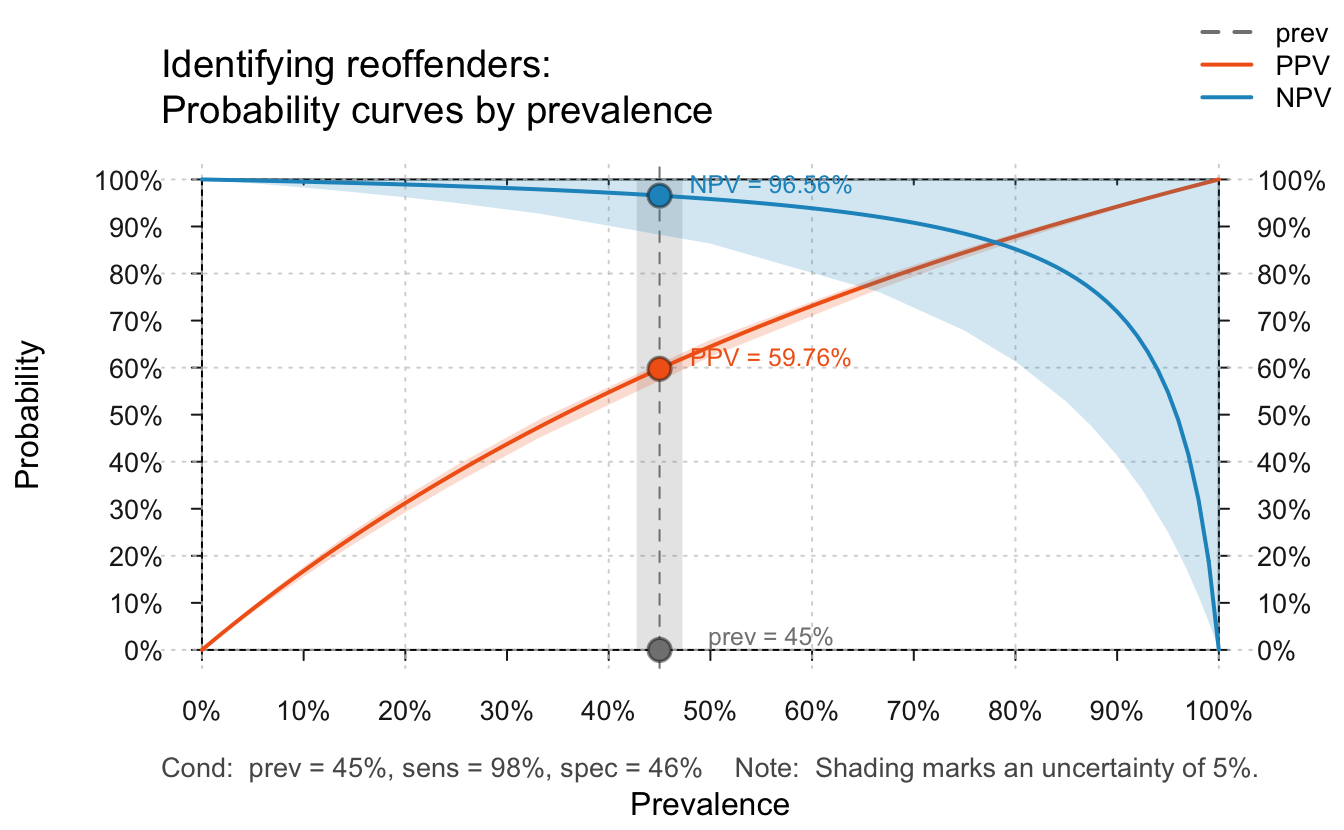 Identifying reoffenders:
Probability curves by prevalence
prev
PPV
NPV
Probability
100%
90%
80%
70%
60%
50%
40%
30%
20%
10%
0%
NPV = 96.56%
PPV = 59.76%
prev = 45%
100%
90%
80%
70%
60%
50%
40%
30%
20%
10%
0%
0% 10% 20% 30% 40% 50% 60% 70% 80% 90% 100%
Cond: prev = 45%, sens = 98%, spec = 46% Note: Shading marks an uncertainty of 5%.
Prevalence